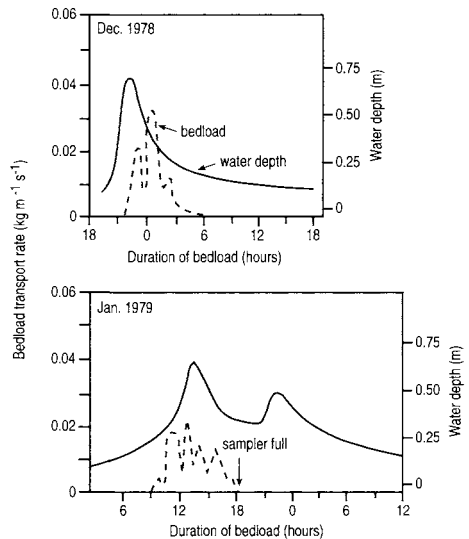 Dec. 1978
0.06
0.04
0.02
0
0.75
0.50
0.25
0
bedload
water depth
18 0 6 12 18
Duration of bedload (hours)
Water depth (m)
Bedload transport rate (kg m⁻¹ s⁻¹)
Jan. 1979
0.06
0.04
0.02
0
0.75
0.50
0.25
0
sampler full
6 12 18 0 6 12
Duration of bedload (hours)
Water depth (m)